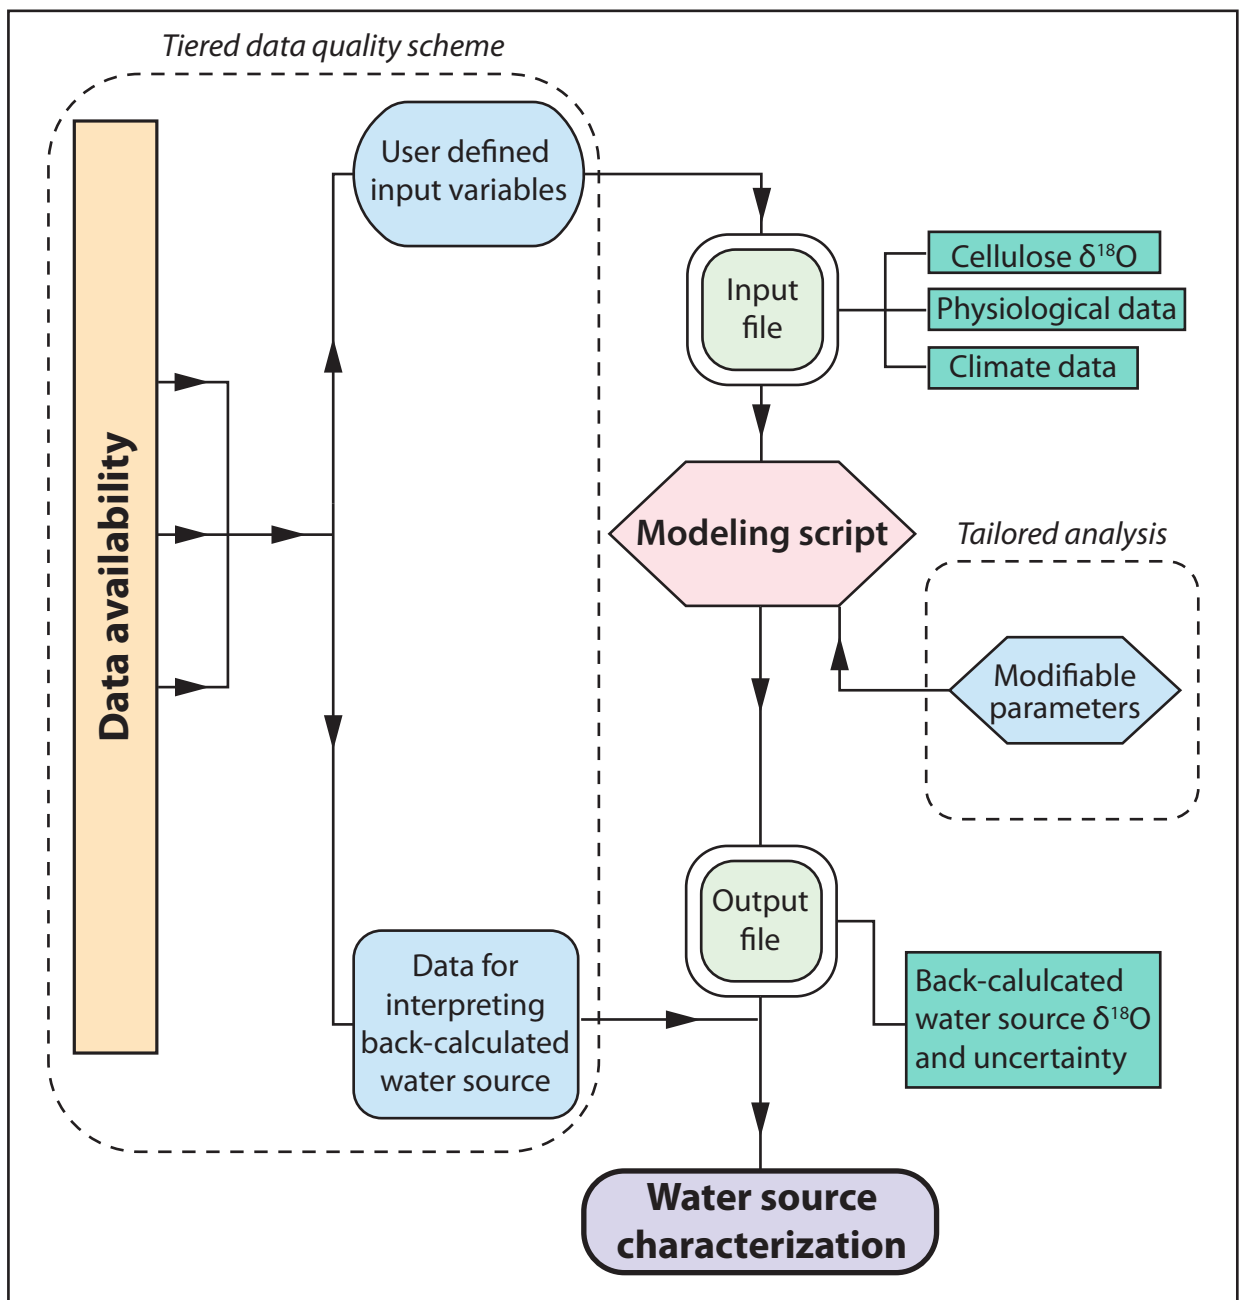 Tiered data quality scheme
Data availability
User defined
input variables
Input
file
Cellulose δ¹⁸O
Physiological data
Climate data
Modeling script
Tailored analysis
Modifiable
parameters
Output
file
Data for
interpreting
back-calculated
water source
Back-calulcated
water source δ¹⁸O
and uncertainty
Water source
characterization